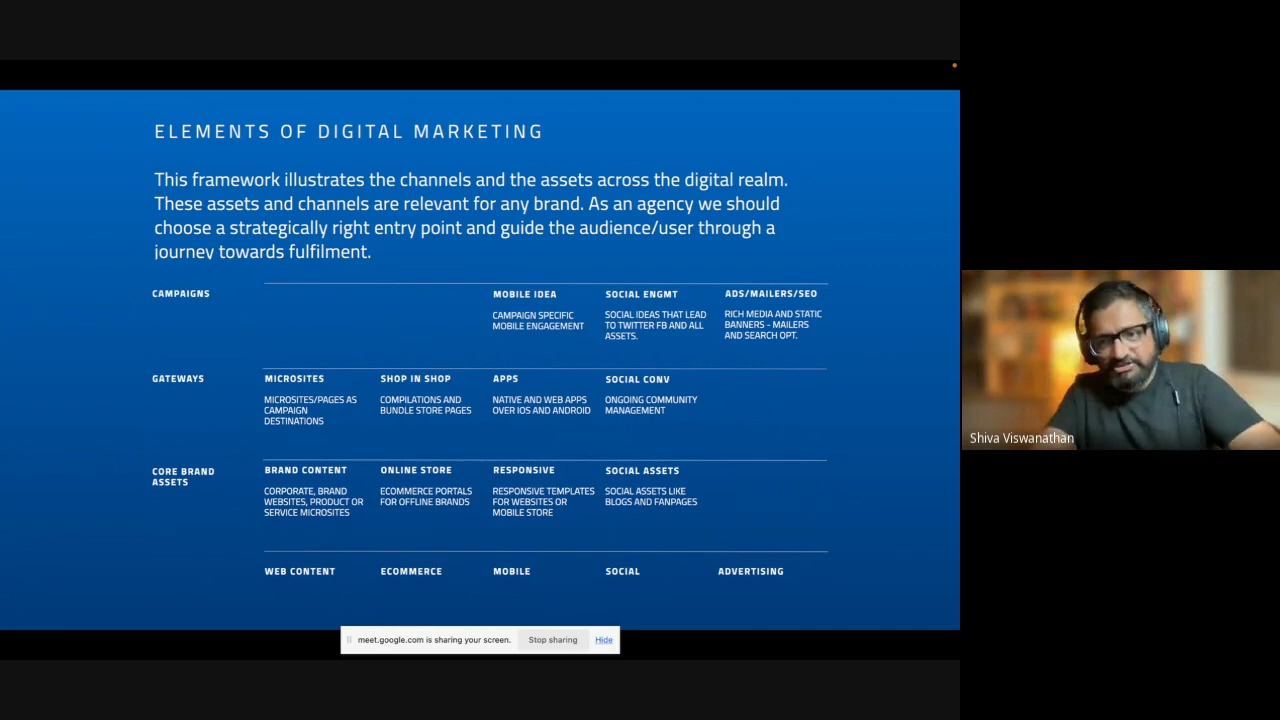 ELEMENTS OF DIGITAL MARKETING
This framework illustrates the channels and the assets across the digital realm.
These assets and channels are relevant for any brand. As an agency we should
choose a strategically right entry point and guide the audience/user through a
journey towards fulfilment.
CAMPAIGNS
MOBILE IDEA
CAMPAIGN SPECIFIC
MOBILE ENGAGEMENT
SOCIAL ENGMT
SOCIAL IDEAS THAT LEAD
TO TWITTER FB AND ALL
ASSETS.
ADS/MAILERS/SEO
RICH MEDIA AND STATIC
BANNERS - MAILERS
AND SEARCH OPT.
GATEWAYS
MICROSITES
MICROSITES/PAGES AS
CAMPAIGN
DESTINATIONS
SHOP IN SHOP
COMPILATIONS AND
BUNDLE STORE PAGES
APPS
NATIVE AND WEB APPS
OVER IOS AND ANDROID
SOCIAL CONV
ONGOING COMMUNITY
MANAGEMENT
CORE BRAND
ASSETS
BRAND CONTENT
CORPORATE, BRAND
WEBSITES, PRODUCT OR
SERVICE MICROSITES
ONLINE STORE
ECOMMERCE PORTALS
FOR OFFLINE BRANDS
RESPONSIVE
RESPONSIVE TEMPLATES
FOR WEBSITES OR
MOBILE STORE
SOCIAL ASSETS
SOCIAL ASSETS LIKE
BLOGS AND FANPAGES
WEB CONTENT
ECOMMERCE
MOBILE
SOCIAL
ADVERTISING
meet.google.com is sharing your screen.
Stop sharing
Hide
Shiva Viswanathan